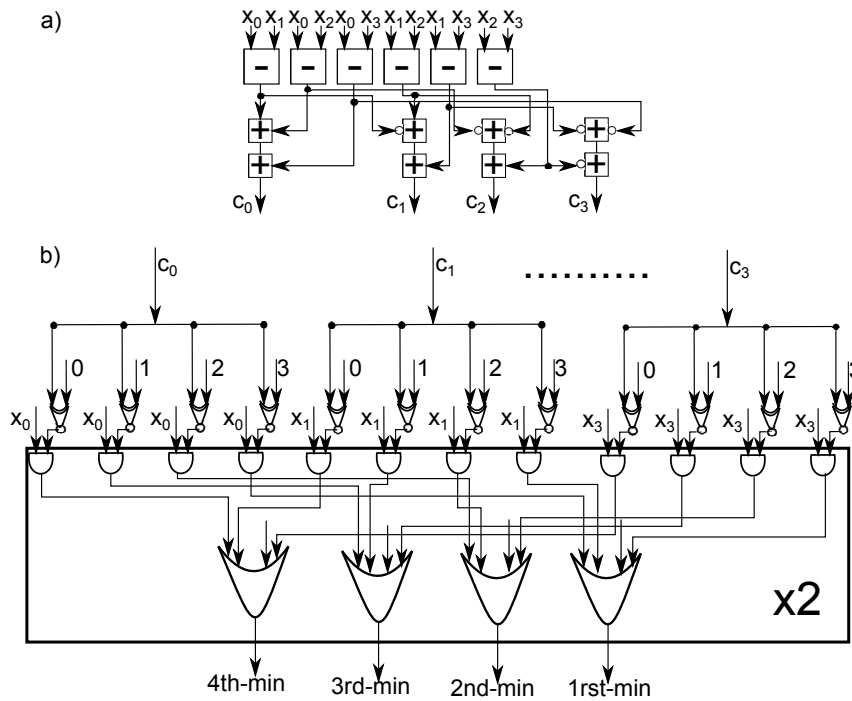 a)
x₀ x₁ x₀ x₂ x₀ x₃ x₁ x₂ x₁ x₃ x₂ x₃
- - - - - -
+ + + +
+ + + +
c₀ c₁ c₂ c₃
b)
c₀ c₁ .......... c₃
0 1 2 3 0 1 2 3 0 1 2 3
x₀ x₀ x₀ x₀ x₁ x₁ x₁ x₁ x₃ x₃ x₃ x₃
x2
4th-min 3rd-min 2nd-min 1rst-min